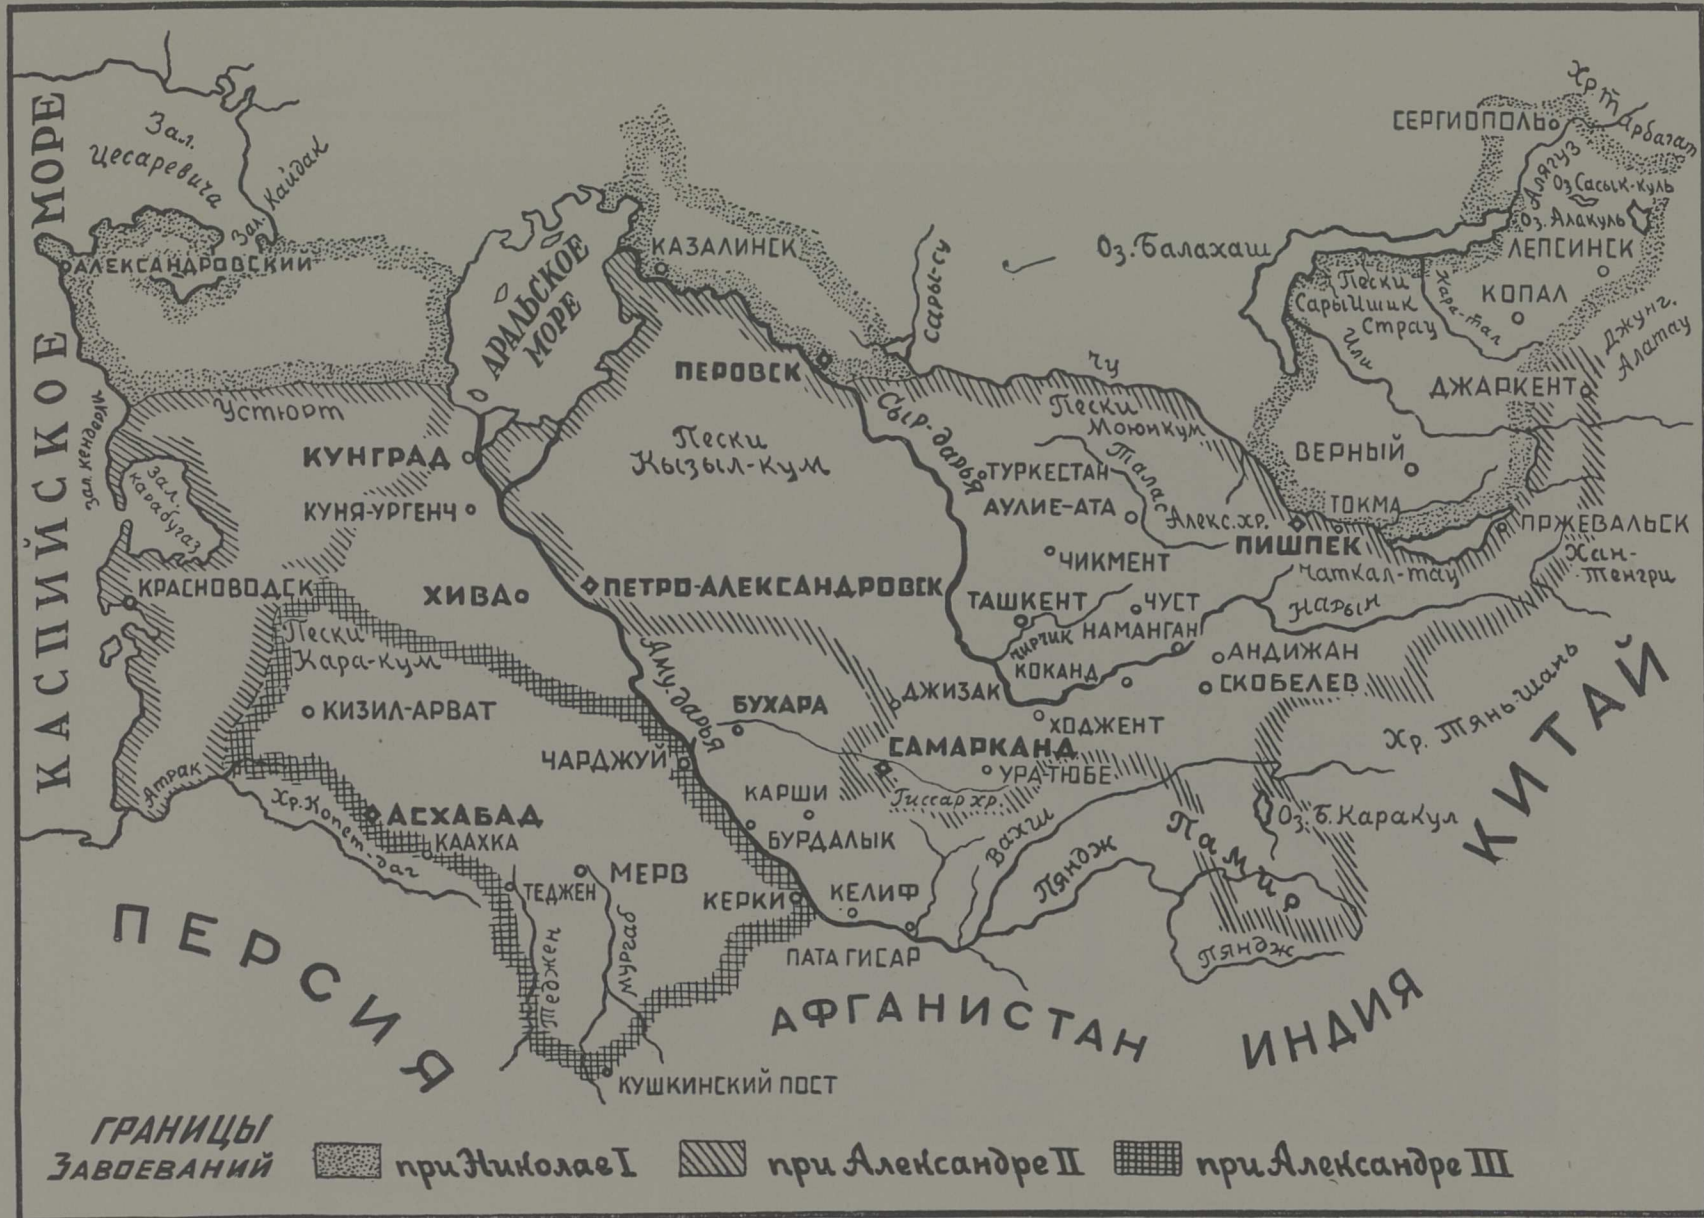 КАСПИЙСКОЕ МОРЕ
Зал.
Цесаревича
Зал. Кайдак
АЛЕКСАНДРОВСКИЙ
Зал. Кендерли
Устюрт
Зал.
Карабугаз
КРАСНОВОДСК
КУНГРАД
КУНЯ-УРГЕНЧ
ХИВА
АРАЛЬСКОЕ
МОРЕ
КАЗАЛИНСК
ПЕРОВСК
Сары-су
Оз. Балахаш
СЕРГИОПОЛЬ
Хр. Тарбагат
Аягуз
Оз. Сасык-куль
Оз. Алакуль
ЛЕПСИНСК
КОПАЛ
Пески
СарыИшик
Страу
Кара-тал
Или
Джунг.
Алатау
ДЖАРКЕНТ
Чу
Пески
Моюнкум
Пески
Кызыл-кум
Сыр-дарья
ТУРКЕСТАН
АУЛИЕ-АТА
Талас
Алекс. хр.
ВЕРНЫЙ
ТОКМА
ПИШПЕК
ПРЖЕВАЛЬСК
Хан-
Тенгри
ЧИКМЕНТ
Чаткал-тау
ТАШКЕНТ
ЧУСТ
Нарын
Чирчик
НАМАНГАН
КОКАНД
АНДИЖАН
СКОБЕЛЕВ
ПЕТРО-АЛЕКСАНДРОВСК
Пески
Кара-кум
КИЗИЛ-АРВАТ
Аму-дарья
БУХАРА
ДЖИЗАК
ХОДЖЕНТ
САМАРКАНД
УРА-ТЮБЕ
Гиссар хр.
Хр. Тянь-Шань
КИТАЙ
ЧАРДЖУЙ
Атрак
Хр. Копет-даг
АСХАБАД
КААХКА
КАРШИ
БУРДАЛЫК
Вахш
Пяндж
Памир
Оз. Б. Каракул
ТЕДЖЕН
МЕРВ
КЕРКИ
КЕЛИФ
Теджен
Мургаб
ПАТА ГИСАР
Пяндж
ПЕРСИЯ
АФГАНИСТАН
ИНДИЯ
КУШКИНСКИЙ ПОСТ
ГРАНИЦЫ
ЗАВОЕВАНИЙ
при Николае I
при Александре II
при Александре III